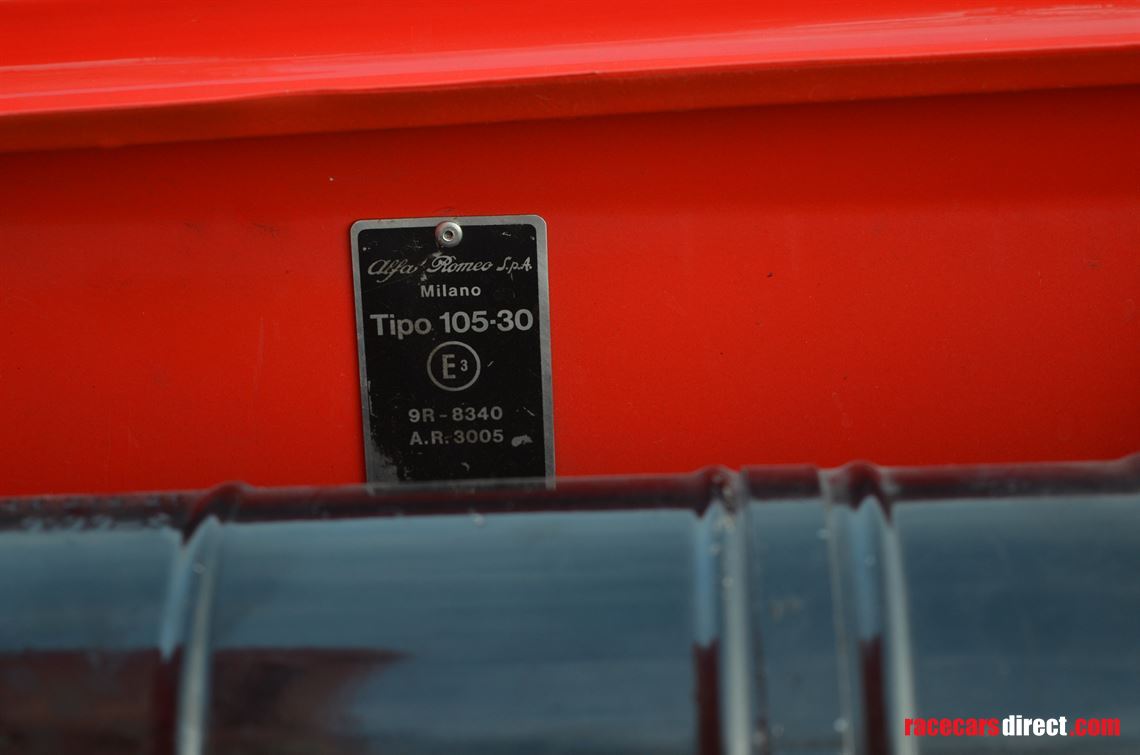 Alfa Romeo S.p.A.
Milano
Tipo 105-30
E3
9R-8340
A.R.3005
racecarsdirect.com